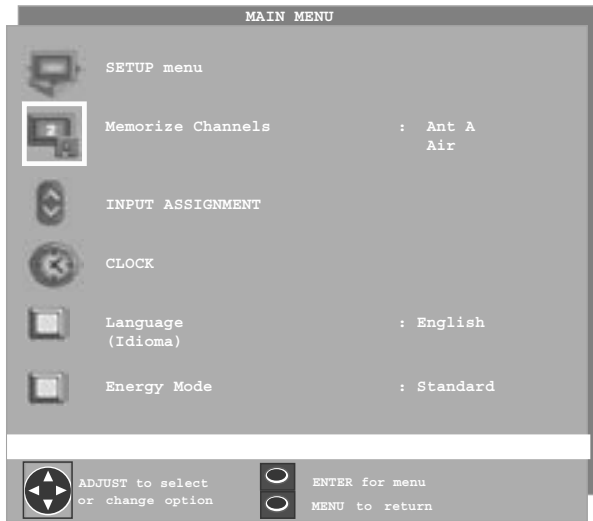 MAIN MENU
SETUP menu
Memorize Channels : Ant A
Air
2
A
INPUT ASSIGNMENT
CLOCK
Language : English
(Idioma)
Energy Mode : Standard
ADJUST to select
or change option
ENTER for menu
MENU to return